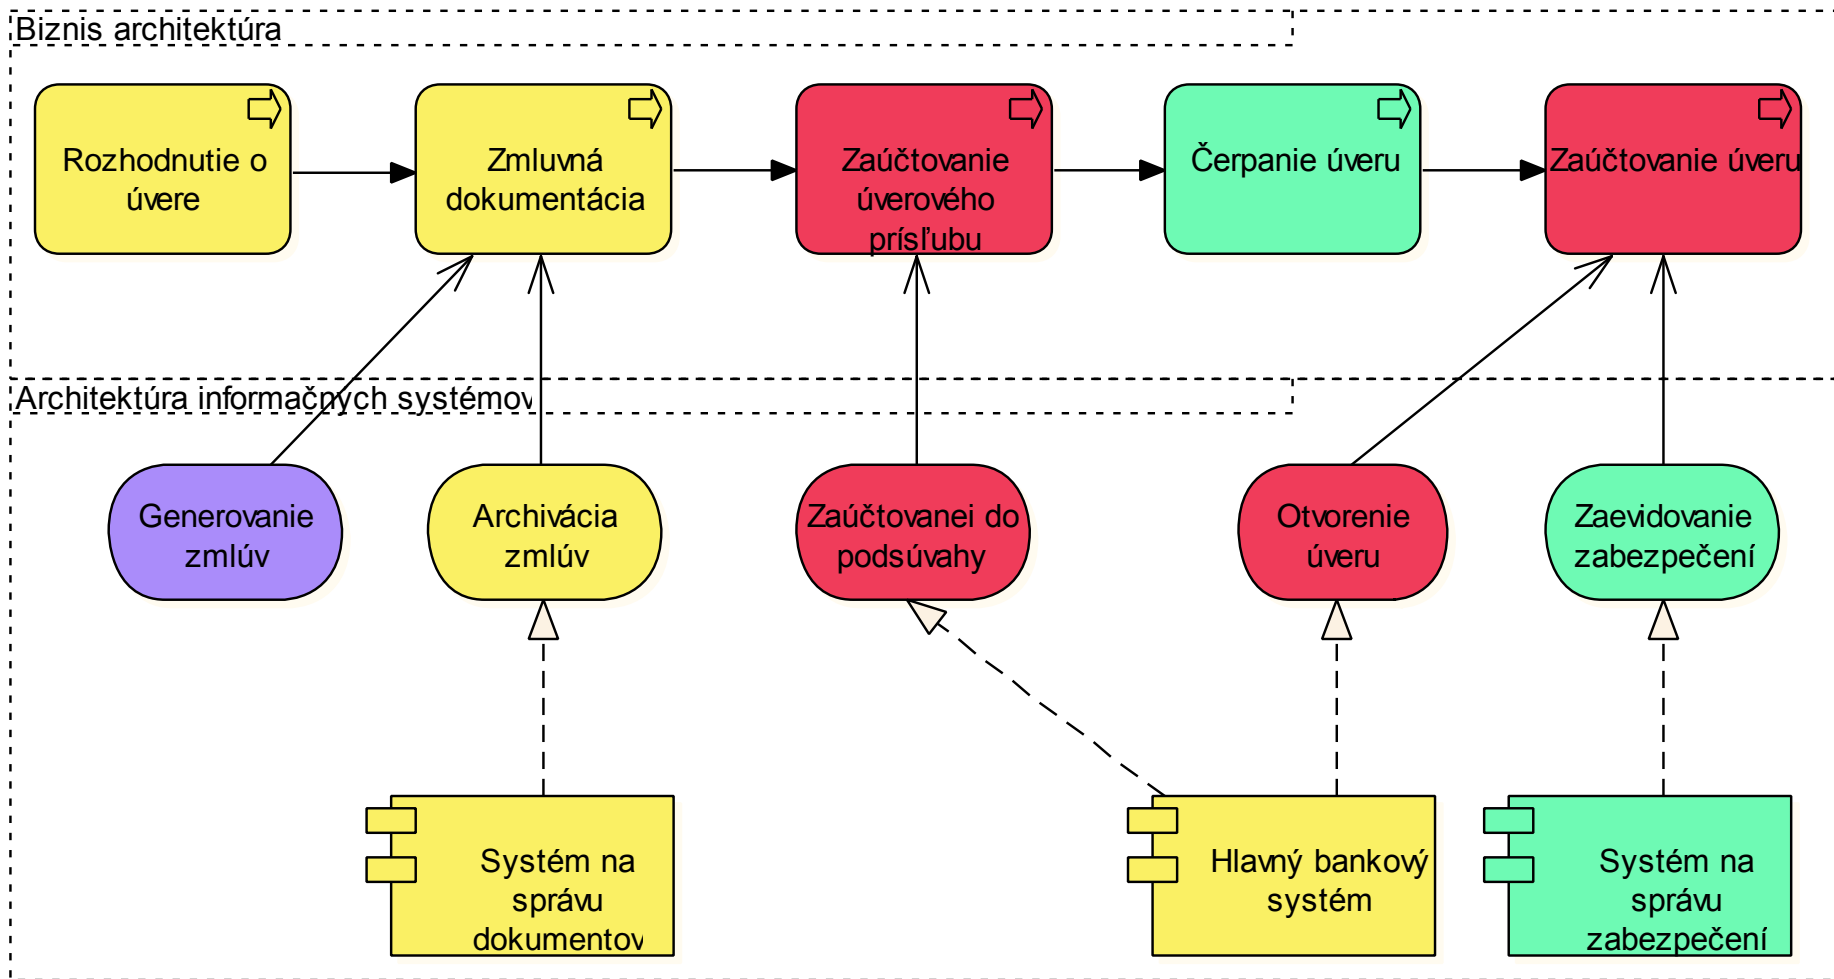 Biznis architektúra
Rozhodnutie o
úvere
Zmluvná
dokumentácia
Zaúčtovanie
úverového
prísľubu
Čerpanie úveru
Zaúčtovanie úveru
Architektúra informačných systémov
Generovanie
zmlúv
Archivácia
zmlúv
Zaúčtovanei do
podsúvahy
Otvorenie
úveru
Zaevidovanie
zabezpečení
Systém na
správu
dokumentov
Hlavný bankový
systém
Systém na
správu
zabezpečení